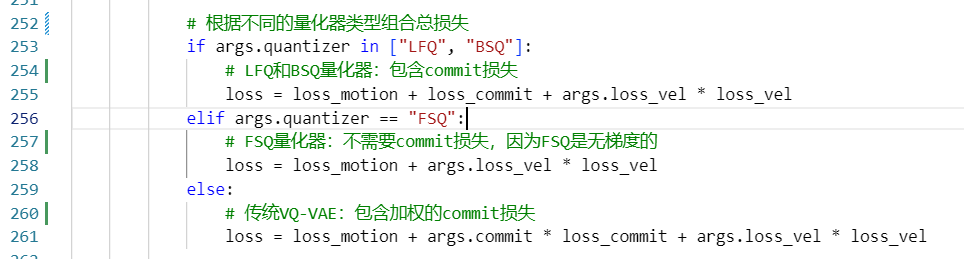 252 # 根据不同的量化器类型组合总损失
253 if args.quantizer in ["LFQ", "BSQ"]:
254 # LFQ和BSQ量化器：包含commit损失
255 loss = loss_motion + loss_commit + args.loss_vel * loss_vel
256 elif args.quantizer == "FSQ":
257 # FSQ量化器：不需要commit损失，因为FSQ是无梯度的
258 loss = loss_motion + args.loss_vel * loss_vel
259 else:
260 # 传统VQ-VAE：包含加权的commit损失
261 loss = loss_motion + args.commit * loss_commit + args.loss_vel * loss_vel